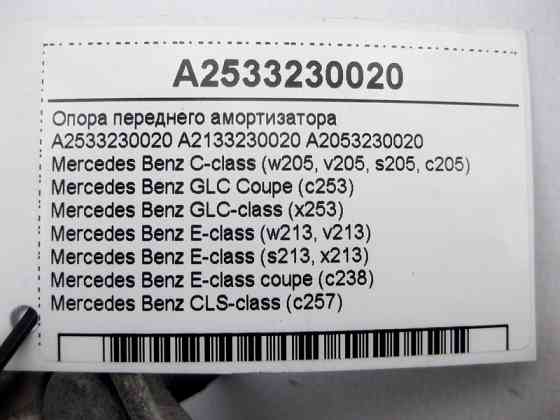 A2533230020
Опора переднего амортизатора
A2533230020 A2133230020 A2053230020
Mercedes Benz C-class (w205, v205, s205, c205)
Mercedes Benz GLC Coupe (c253)
Mercedes Benz GLC-class (x253)
Mercedes Benz E-class (w213, v213)
Mercedes Benz E-class (s213, x213)
Mercedes Benz E-class coupe (c238)
Mercedes Benz CLS-class (c257)